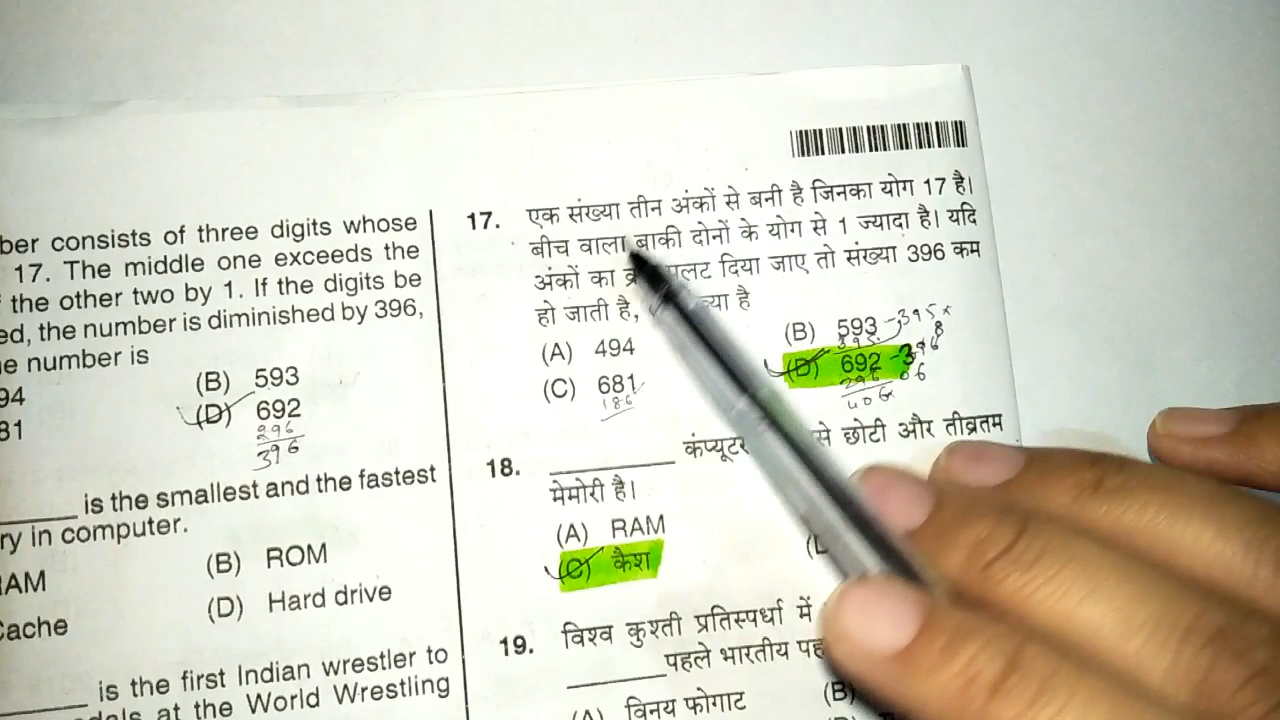 ber consists of three digits whose
17. The middle one exceeds the
the other two by 1. If the digits be
ed, the number is diminished by 396,
e number is
94
(B) 593
81
(D) 692
296
396
is the smallest and the fastest
ry in computer.
AM
(B) ROM
Cache
(D) Hard drive
is the first Indian wrestler to
at the World Wrestling
17. एक संख्या तीन अंकों से बनी है जिनका योग 17 है।
बीच वाला बाकी दोनों के योग से 1 ज्यादा है। यदि
अंकों का पलट दिया जाए तो संख्या 396 कम
हो जाती है, है
(A) 494
(B) 593
(C) 681
186
(D) 692
18. कंप्यूटर से छोटी और तीव्रतम
मेमोरी है।
(A) RAM
(C) कैश
19. विश्व कुश्ती प्रतिस्पर्धा में
पहले भारतीय
(A) विनय फोगाट
(B)